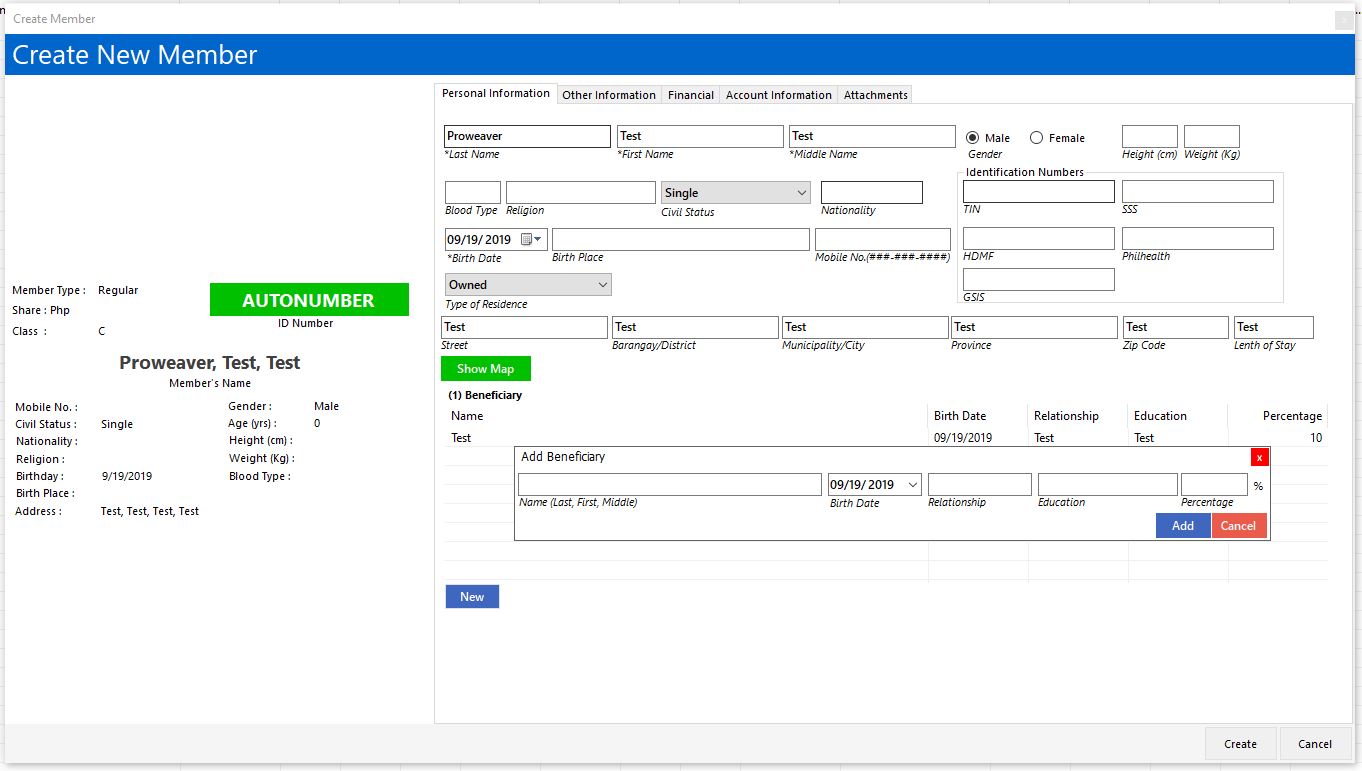 Create Member
Create New Member
Personal Information Other Information Financial Account Information Attachments
Proweaver Test Test Male Female
*Last Name *First Name *Middle Name Gender Height (cm) Weight (Kg)
Identification Numbers
Single
Blood Type Religion Civil Status Nationality TIN SSS
09/19/2019
*Birth Date Birth Place Mobile No.(###-###-####) HDMF Philhealth
Owned
Type of Residence GSIS
Member Type : Regular
Share : Php
Class : C
AUTONUMBER
ID Number
Proweaver, Test, Test
Member's Name
Mobile No. : Gender : Male
Civil Status : Single Age (yrs) : 0
Nationality : Height (cm) :
Religion : Weight (Kg) :
Birthday : 9/19/2019 Blood Type :
Birth Place :
Address : Test, Test, Test, Test
Test Test Test Test Test Test
Street Barangay/District Municipality/City Province Zip Code Lenth of Stay
Show Map
(1) Beneficiary
Name Birth Date Relationship Education Percentage
Test 09/19/2019 Test Test 10
Add Beneficiary x
09/19/2019 %
Name (Last, First, Middle) Birth Date Relationship Education Percentage
Add Cancel
New
Create Cancel